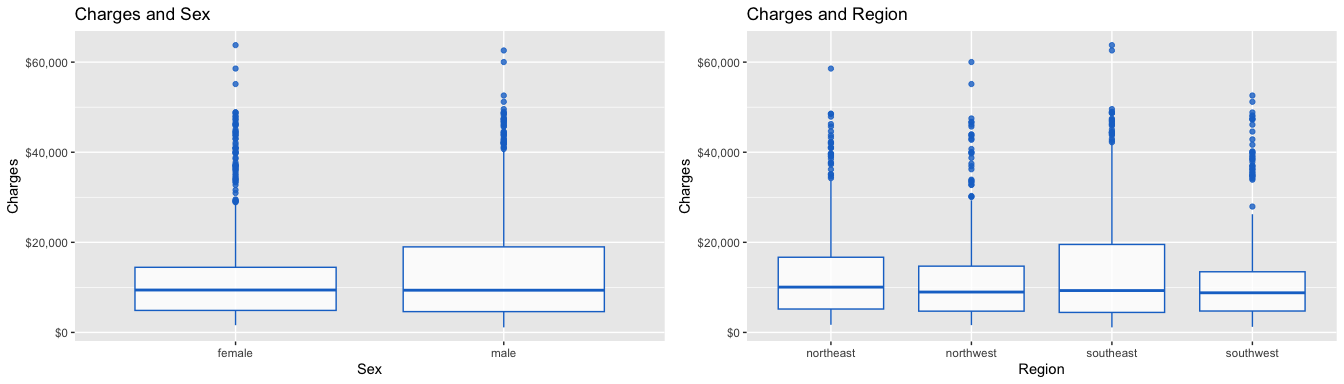 Charges and Sex
$60,000
$40,000
$20,000
$0
Charges
female male
Sex
Charges and Region
$60,000
$40,000
$20,000
$0
Charges
northeast northwest southeast southwest
Region